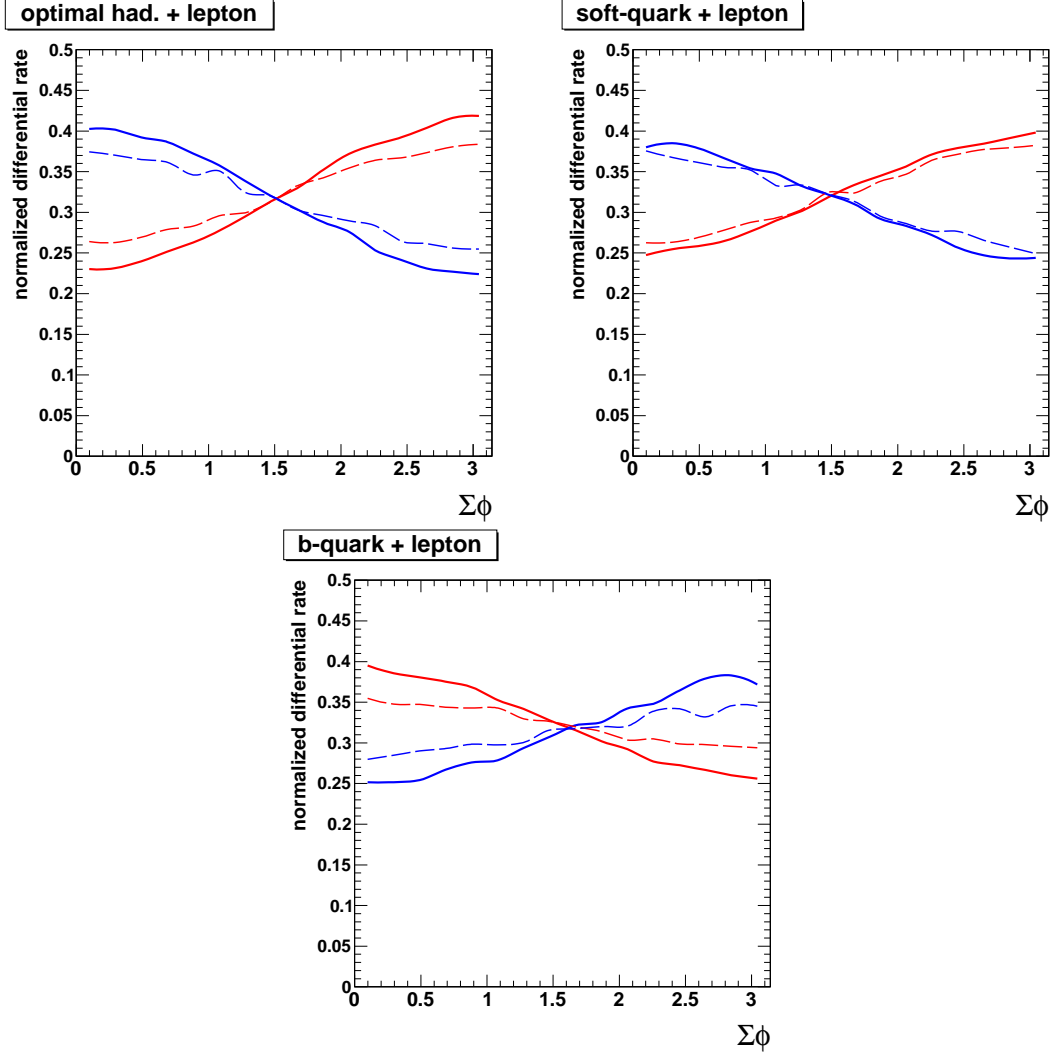 optimal had. + lepton
normalized differential rate
0.5
0.45
0.4
0.35
0.3
0.25
0.2
0.15
0.1
0.05
0
0 0.5 1 1.5 2 2.5 3
Σϕ
soft-quark + lepton
normalized differential rate
0.5
0.45
0.4
0.35
0.3
0.25
0.2
0.15
0.1
0.05
0
0 0.5 1 1.5 2 2.5 3
Σϕ
b-quark + lepton
normalized differential rate
0.5
0.45
0.4
0.35
0.3
0.25
0.2
0.15
0.1
0.05
0
0 0.5 1 1.5 2 2.5 3
Σϕ